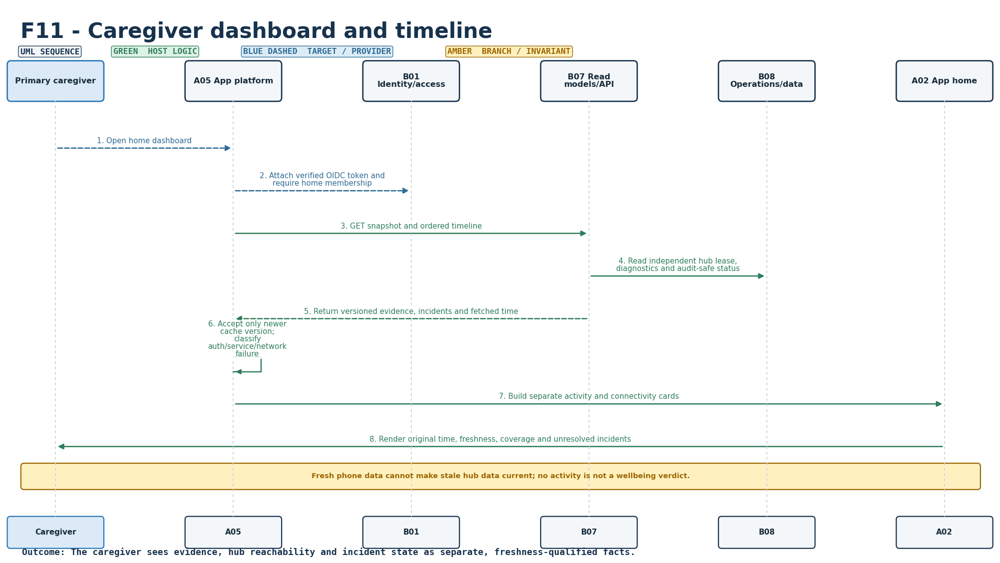 F11 - Caregiver dashboard and timeline
UML SEQUENCE
GREEN  HOST LOGIC
BLUE DASHED  TARGET / PROVIDER
AMBER  BRANCH / INVARIANT
Primary caregiver
A05 App platform
B01
Identity/access
B07 Read
models/API
B08
Operations/data
A02 App home
1. Open home dashboard
2. Attach verified OIDC token and
require home membership
3. GET snapshot and ordered timeline
4. Read independent hub lease,
diagnostics and audit-safe status
5. Return versioned evidence, incidents and fetched time
6. Accept only newer
cache version;
classify
auth/service/network
failure
7. Build separate activity and connectivity cards
8. Render original time, freshness, coverage and unresolved incidents
Fresh phone data cannot make stale hub data current; no activity is not a wellbeing verdict.
Caregiver
A05
B01
B07
B08
A02
Outcome: The caregiver sees evidence, hub reachability and incident state as separate, freshness-qualified facts.